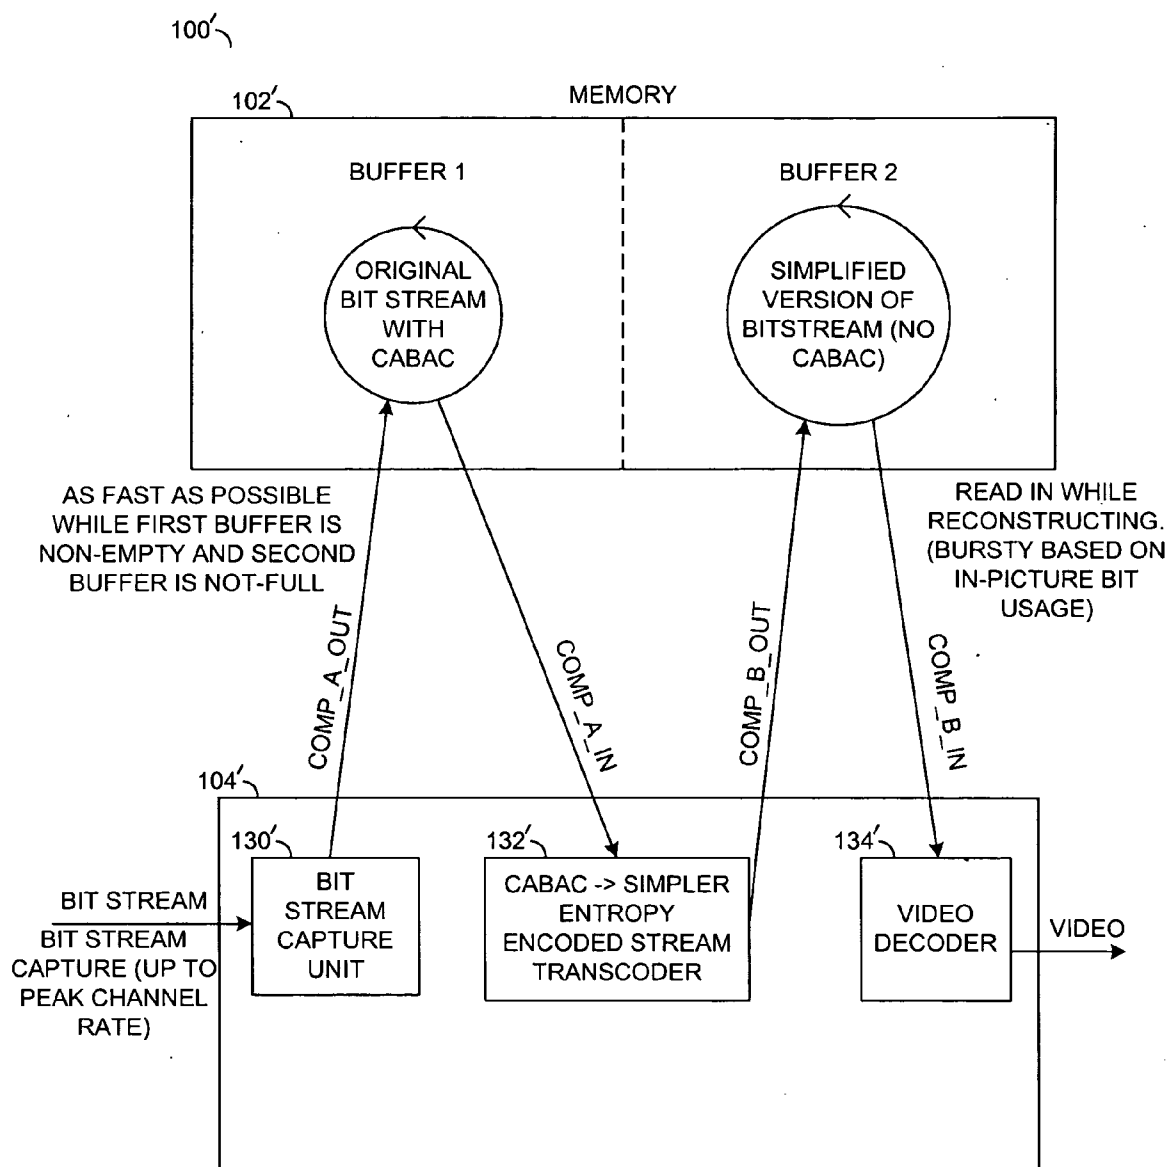 100′
102′
MEMORY
BUFFER 1
BUFFER 2
ORIGINAL
BIT STREAM
WITH
CABAC
SIMPLIFIED
VERSION OF
BITSTREAM (NO
CABAC)
AS FAST AS POSSIBLE
WHILE FIRST BUFFER IS
NON-EMPTY AND SECOND
BUFFER IS NOT-FULL
READ IN WHILE
RECONSTRUCTING.
(BURSTY BASED ON
IN-PICTURE BIT
USAGE)
COMP_A_OUT
COMP_A_IN
COMP_B_OUT
COMP_B_IN
104′
130′
132′
134′
BIT STREAM
BIT STREAM
CAPTURE (UP TO
PEAK CHANNEL
RATE)
BIT
STREAM
CAPTURE
UNIT
CABAC -> SIMPLER
ENTROPY
ENCODED STREAM
TRANSCODER
VIDEO
DECODER
VIDEO